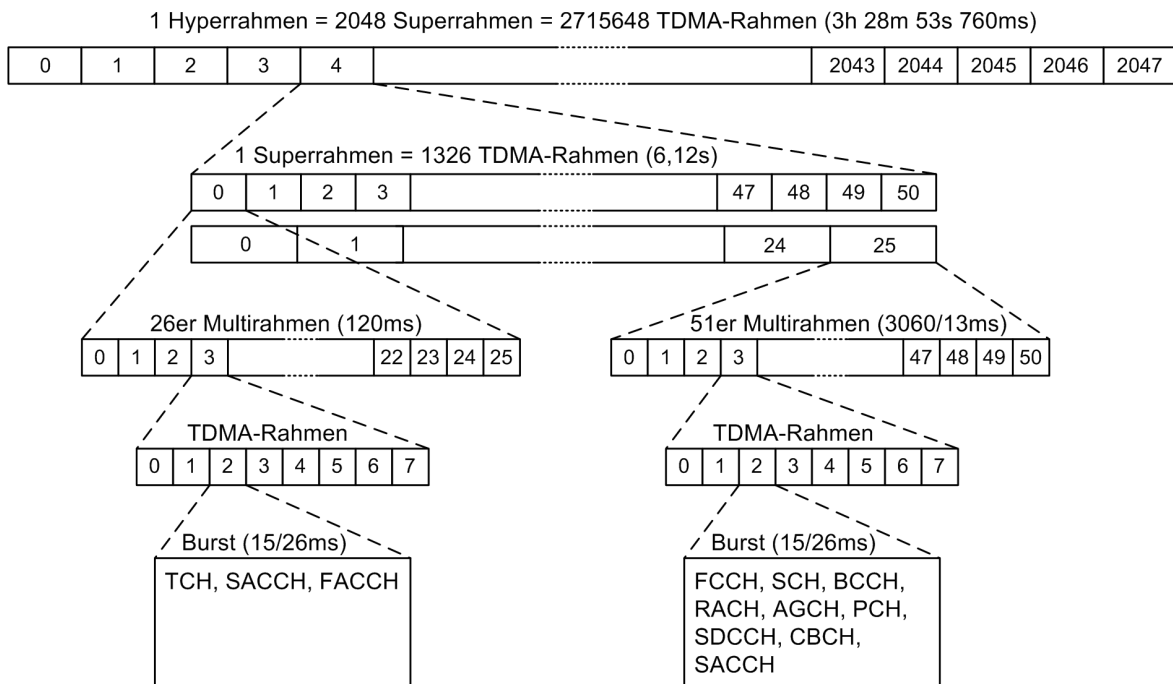 1 Hyperrahmen = 2048 Superrahmen = 2715648 TDMA-Rahmen (3h 28m 53s 760ms)
0 1 2 3 4 2043 2044 2045 2046 2047
1 Superrahmen = 1326 TDMA-Rahmen (6,12s)
0 1 2 3 47 48 49 50
0 1 24 25
26er Multirahmen (120ms)
51er Multirahmen (3060/13ms)
0 1 2 3 22 23 24 25
0 1 2 3 47 48 49 50
TDMA-Rahmen
TDMA-Rahmen
0 1 2 3 4 5 6 7
0 1 2 3 4 5 6 7
Burst (15/26ms)
TCH, SACCH, FACCH
Burst (15/26ms)
FCCH, SCH, BCCH,
RACH, AGCH, PCH,
SDCCH, CBCH,
SACCH